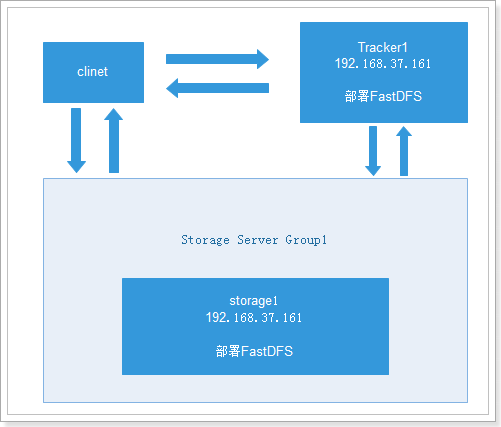 clinet
Tracker1
192.168.37.161
部署FastDFS
Storage Server Group1
storage1
192.168.37.161
部署FastDFS